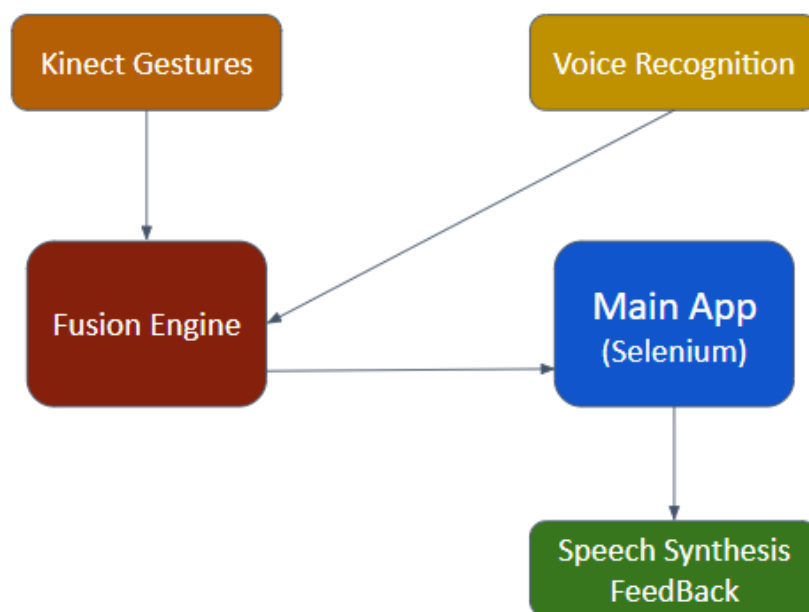 Kinect Gestures
Voice Recognition
Fusion Engine
Main App
(Selenium)
Speech Synthesis
FeedBack